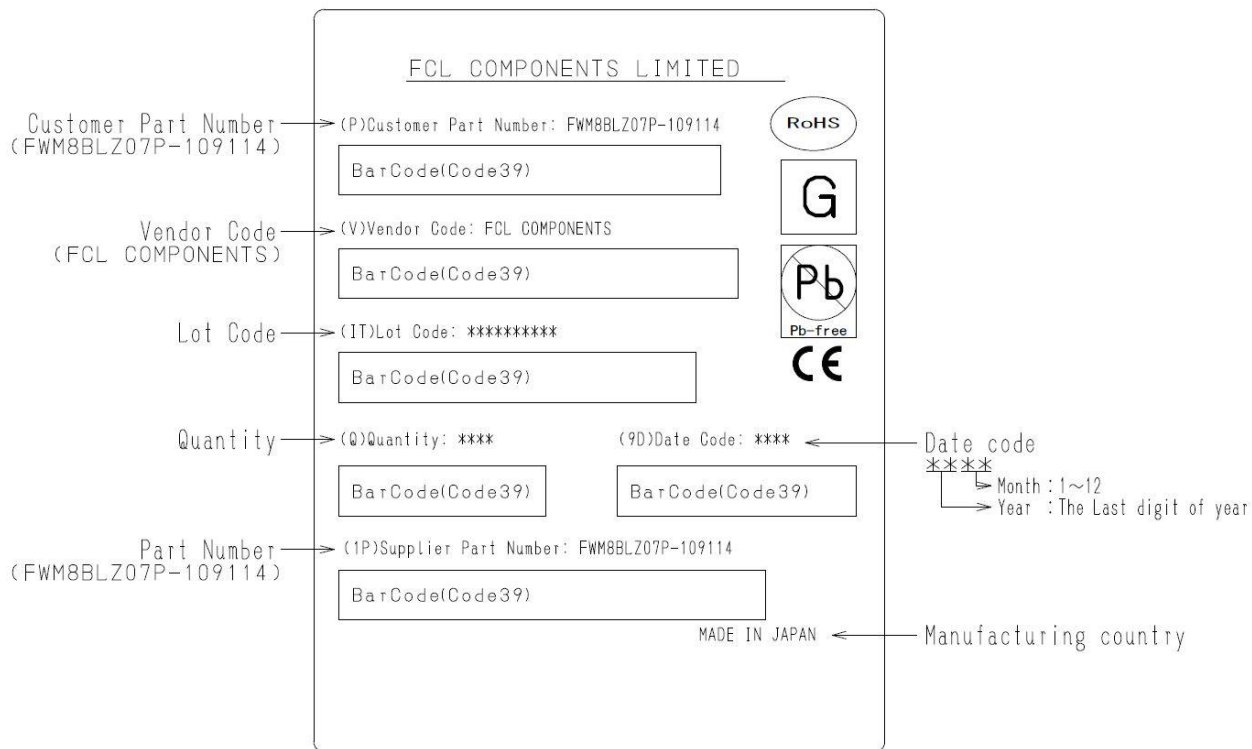 FCL COMPONENTS LIMITED
Customer Part Number
(FWM8BLZ07P-109114)
(P)Customer Part Number: FWM8BLZ07P-109114
RoHS
BarCode(Code39)
G
Vendor Code
(FCL COMPONENTS)
(V)Vendor Code: FCL COMPONENTS
BarCode(Code39)
Pb
Pb-free
Lot Code
(IT)Lot Code: **********
BarCode(Code39)
CE
Quantity
(Q)Quantity: ****
(9D)Date Code: ****
Date code
****
Month :1~12
Year :The Last digit of year
BarCode(Code39)
BarCode(Code39)
Part Number
(FWM8BLZ07P-109114)
(1P)Supplier Part Number: FWM8BLZ07P-109114
BarCode(Code39)
MADE IN JAPAN
Manufacturing country